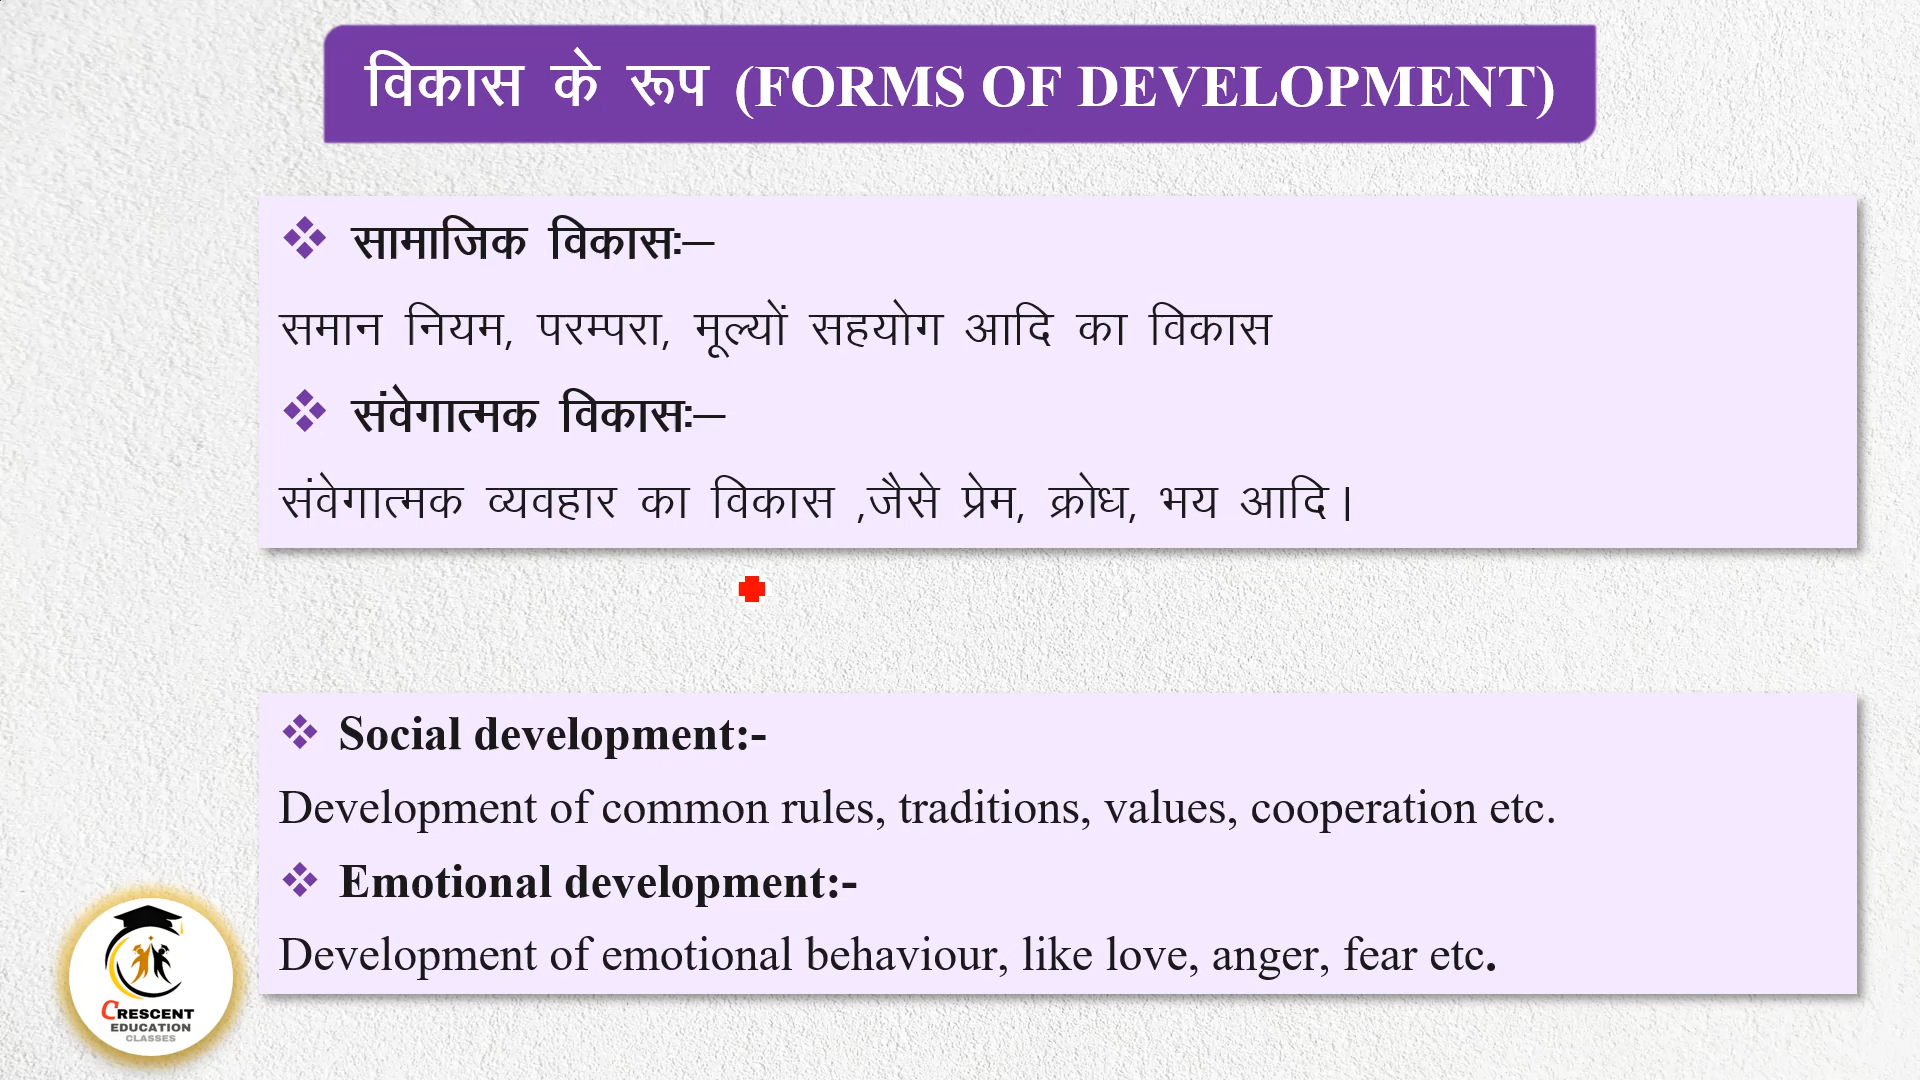 विकास के रूप (FORMS OF DEVELOPMENT)
❖ सामाजिक विकासः–
समान नियम, परम्परा, मूल्यों सहयोग आदि का विकास
❖ संवेगात्मक विकासः–
संवेगात्मक व्यवहार का विकास ,जैसे प्रेम, क्रोध, भय आदि।
❖ Social development:-
Development of common rules, traditions, values, cooperation etc.
❖ Emotional development:-
Development of emotional behaviour, like love, anger, fear etc.
CRESCENT
EDUCATION
CLASSES